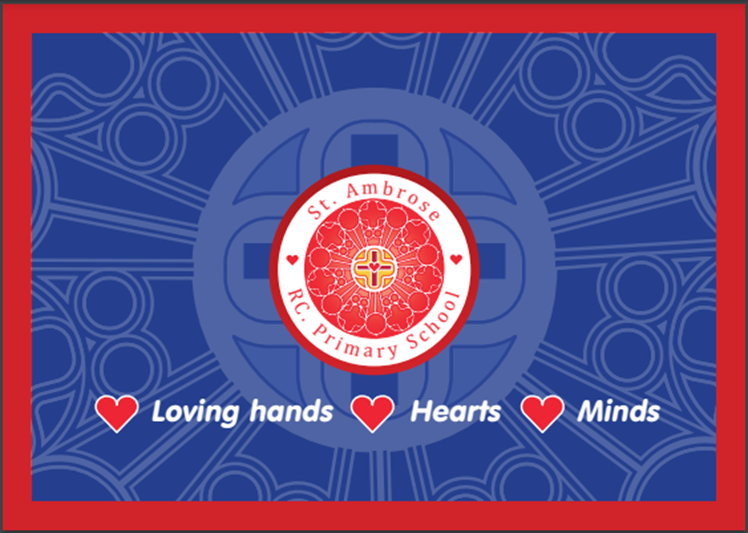 St. Ambrose
RC. Primary School
Loving hands Hearts Minds